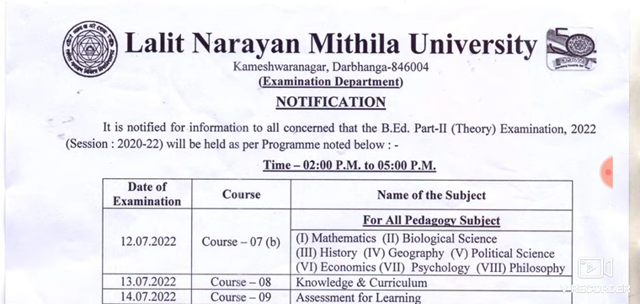 Lalit Narayan Mithila University
Kameshwaranagar, Darbhanga-846004
(Examination Department)
NOTIFICATION
It is notified for information to all concerned that the B.Ed. Part-II (Theory) Examination, 2022
(Session : 2020-22) will be held as per Programme noted below : -
Time – 02:00 P.M. to 05:00 P.M.
Date of Examination Course Name of the Subject
For All Pedagogy Subject
12.07.2022 Course – 07 (b) (I) Mathematics (II) Biological Science
(III) History (IV) Geography (V) Political Science
(VI) Economics (VII) Psychology (VIII) Philosophy
13.07.2022 Course – 08 Knowledge & Curriculum
14.07.2022 Course – 09 Assessment for Learning